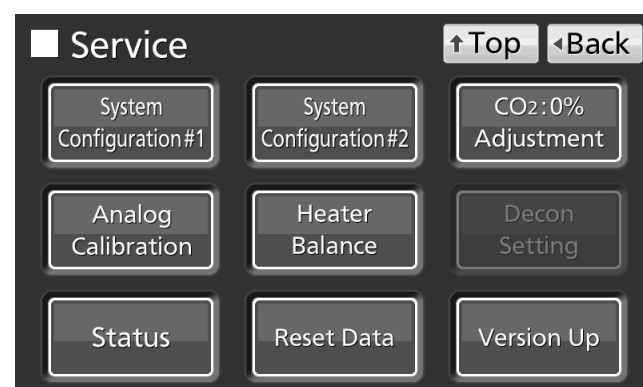 Service
↑Top ◂Back
System
Configuration#1
System
Configuration#2
CO2:0%
Adjustment
Analog
Calibration
Heater
Balance
Decon
Setting
Status
Reset Data
Version Up